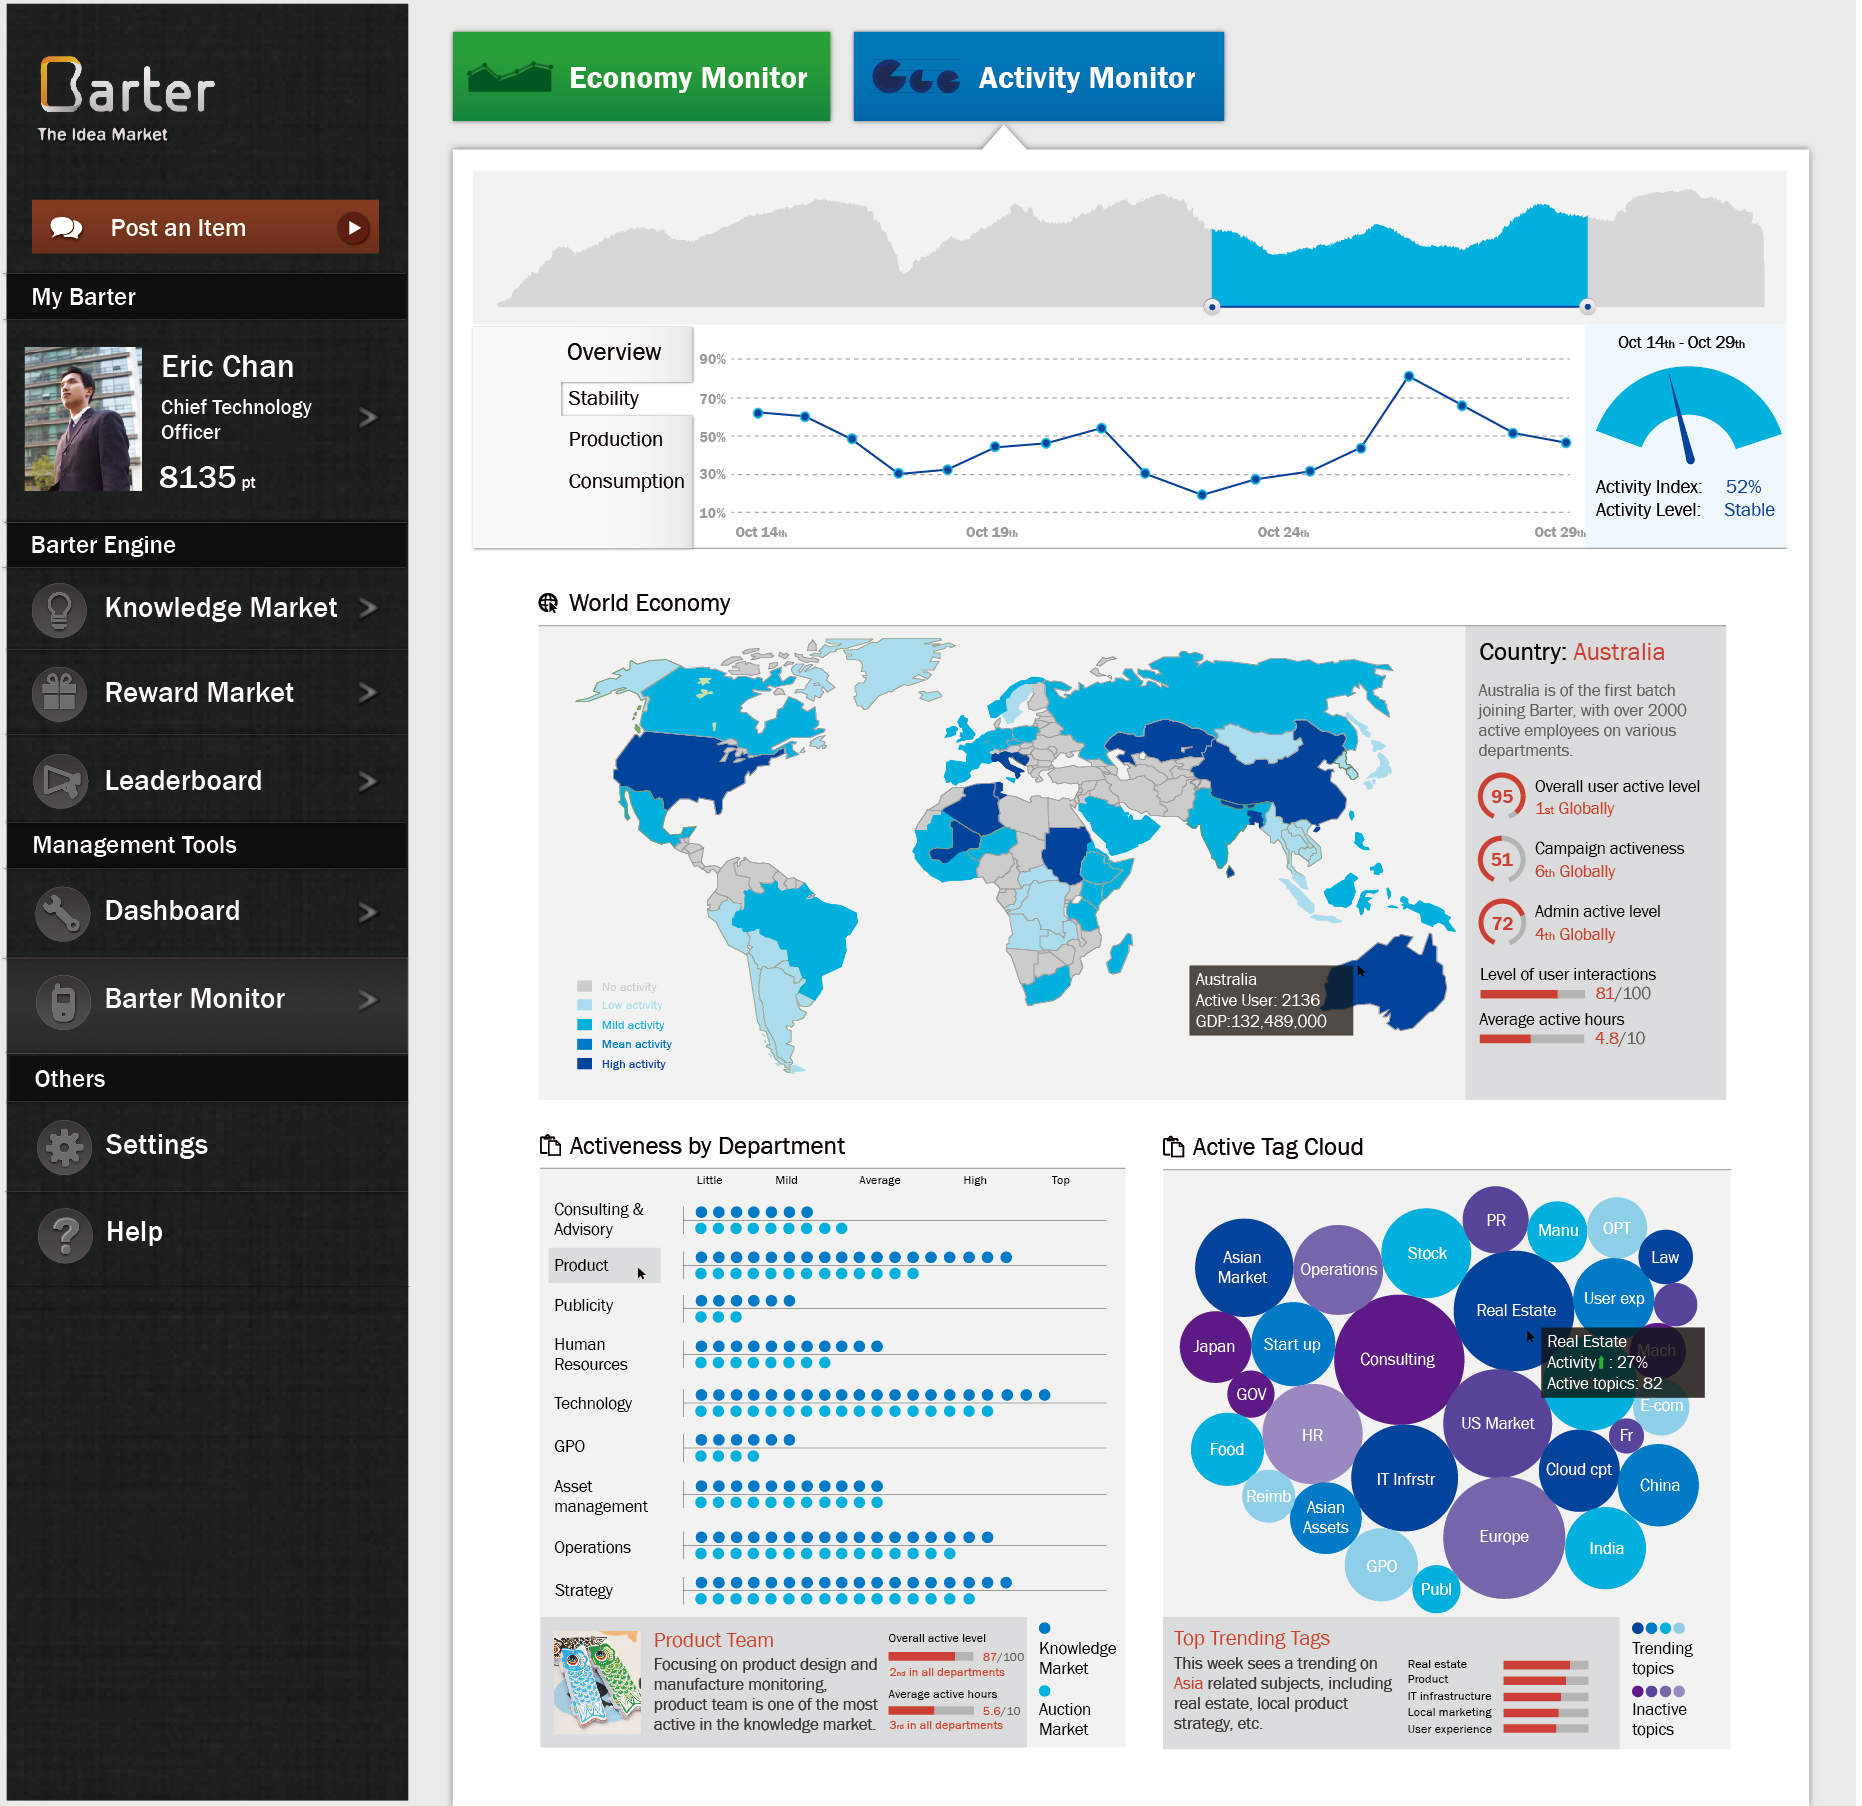 Barter
The Idea Market
Post an Item
My Barter
Eric Chan
Chief Technology
Officer
8135 pt
Barter Engine
Knowledge Market
Reward Market
Leaderboard
Management Tools
Dashboard
Barter Monitor
Others
Settings
Help
Economy Monitor
Activity Monitor
Overview
Stability
Production
Consumption
90%
70%
50%
30%
10%
Oct 14th
Oct 19th
Oct 24th
Oct 29th
Oct 14th - Oct 29th
Activity Index: 52%
Activity Level: Stable
World Economy
No activity
Low activity
Mild activity
Mean activity
High activity
Australia
Active User: 2136
GDP:132,489,000
Country: Australia
Australia is of the first batch
joining Barter, with over 2000
active employees on various
departments.
95
Overall user active level
1st Globally
51
Campaign activeness
6th Globally
72
Admin active level
4th Globally
Level of user interactions
81/100
Average active hours
4.8/10
Activeness by Department
Little Mild Average High Top
Consulting &
Advisory
Product
Publicity
Human
Resources
Technology
GPO
Asset
management
Operations
Strategy
Product Team
Focusing on product design and
manufacture monitoring,
product team is one of the most
active in the knowledge market.
Overall active level
87/100
2nd in all departments
Average active hours
5.6/10
3rd in all departments
Knowledge
Market
Auction
Market
Active Tag Cloud
PR
Manu
OPT
Law
Asian
Market
Operations
Stock
User exp
Real Estate
Japan
Start up
Consulting
Real Estate
Activity : 27%
Active topics: 82
Mach
GOV
E-com
US Market
Fr
HR
Food
Cloud cpt
IT Infrstr
China
Reimb
Asian
Assets
Europe
India
GPO
Publ
Top Trending Tags
This week sees a trending on
Asia related subjects, including
real estate, local product
strategy, etc.
Real estate
Product
IT infrastructure
Local marketing
User experience
Trending
topics
Inactive
topics